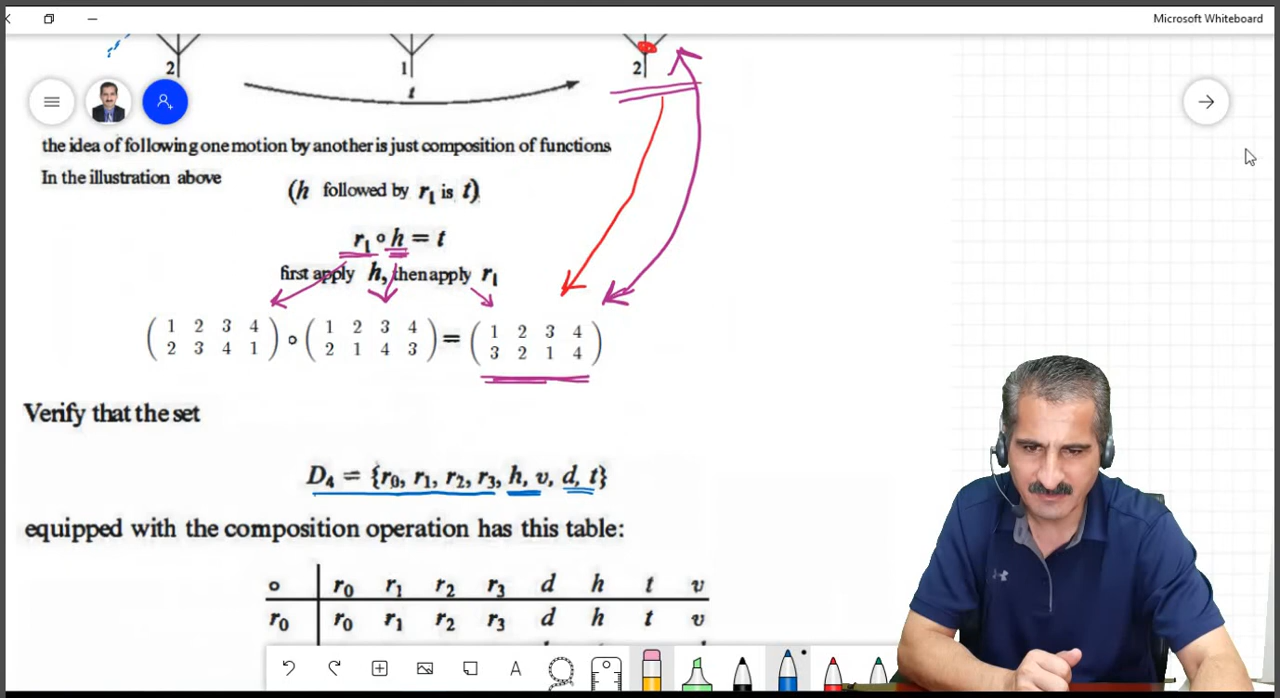 Microsoft Whiteboard
2 1 2
t
the idea of following one motion by another is just composition of functions
In the illustration above
(h followed by r₁ is t)
r₁ ∘ h = t
first apply h, then apply r₁
( 1 2 3 4 ) ∘ ( 1 2 3 4 ) = ( 1 2 3 4 )
2 3 4 1 2 1 4 3 3 2 1 4
Verify that the set
D₄ = {r₀, r₁, r₂, r₃, h, v, d, t}
equipped with the composition operation has this table:
∘ r₀ r₁ r₂ r₃ d h t v
r₀ r₀ r₁ r₂ r₃ d h t v